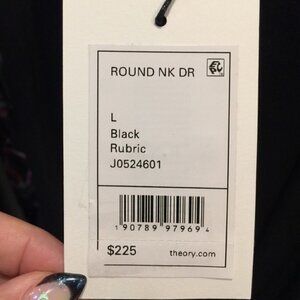 ROUND NK DR
L
Black
Rubric
J0524601
1 90789 97969 4
$225 theory.com